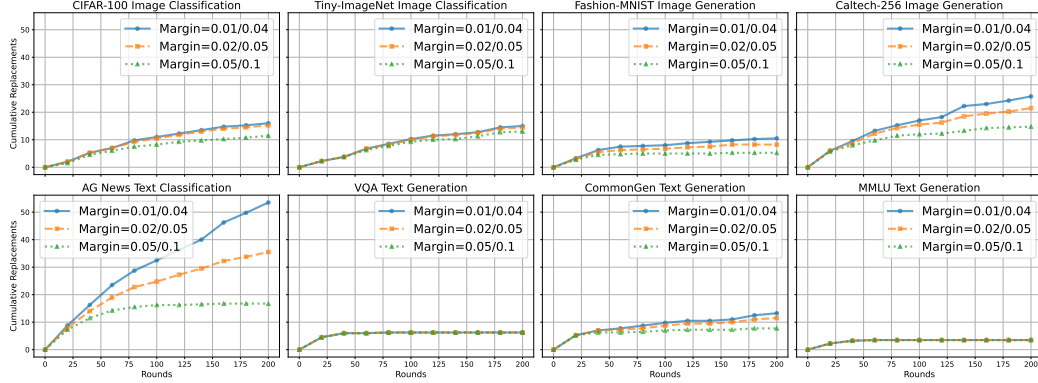 CIFAR-100 Image Classification
Cumulative Replacements
50
40
30
20
10
0
Margin=0.01/0.04
Margin=0.02/0.05
Margin=0.05/0.1
Tiny-ImageNet Image Classification
Margin=0.01/0.04
Margin=0.02/0.05
Margin=0.05/0.1
Fashion-MNIST Image Generation
Margin=0.01/0.04
Margin=0.02/0.05
Margin=0.05/0.1
Caltech-256 Image Generation
Margin=0.01/0.04
Margin=0.02/0.05
Margin=0.05/0.1
AG News Text Classification
Cumulative Replacements
50
40
30
20
10
0
Margin=0.01/0.04
Margin=0.02/0.05
Margin=0.05/0.1
0 25 50 75 100 125 150 175 200
Rounds
VQA Text Generation
Margin=0.01/0.04
Margin=0.02/0.05
Margin=0.05/0.1
0 25 50 75 100 125 150 175 200
Rounds
CommonGen Text Generation
Margin=0.01/0.04
Margin=0.02/0.05
Margin=0.05/0.1
0 25 50 75 100 125 150 175 200
Rounds
MMLU Text Generation
Margin=0.01/0.04
Margin=0.02/0.05
Margin=0.05/0.1
0 25 50 75 100 125 150 175 200
Rounds